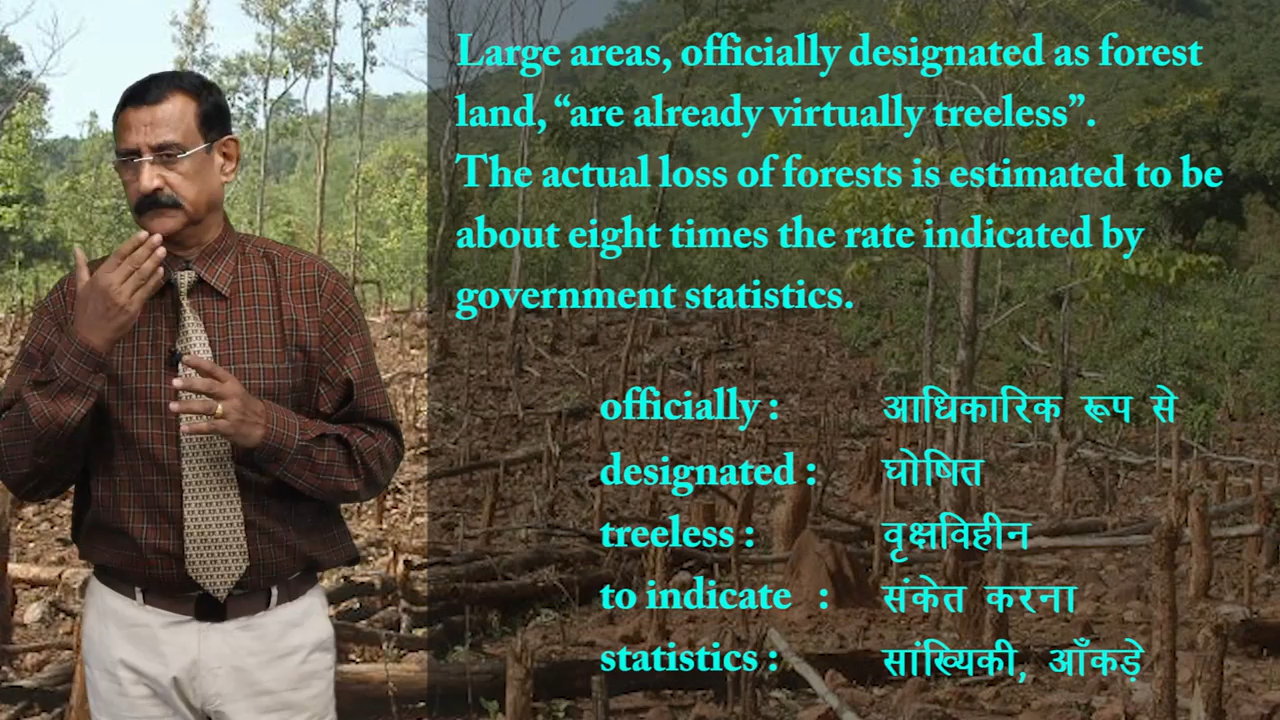 Large areas, officially designated as forest
land, “are already virtually treeless”.
The actual loss of forests is estimated to be
about eight times the rate indicated by
government statistics.
officially : आधिकारिक रूप से
designated : घोषित
treeless : वृक्षविहीन
to indicate : संकेत करना
statistics : सांख्यिकी, आँकड़े